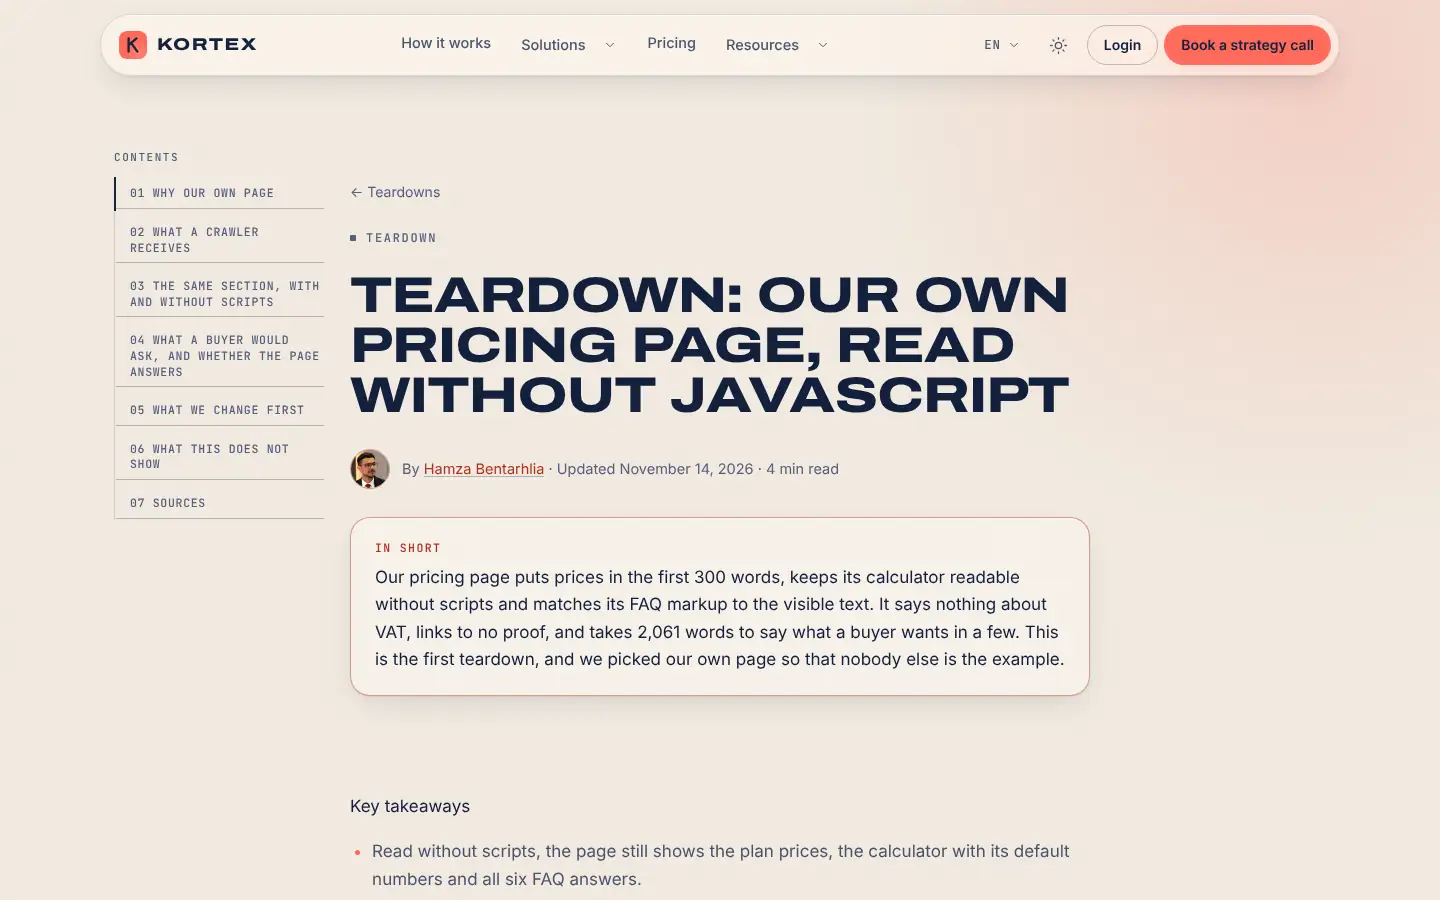 KORTEX
How it works
Solutions
Pricing
Resources
EN
Login
Book a strategy call
CONTENTS
01 WHY OUR OWN PAGE
02 WHAT A CRAWLER
RECEIVES
03 THE SAME SECTION, WITH
AND WITHOUT SCRIPTS
04 WHAT A BUYER WOULD
ASK, AND WHETHER THE PAGE
ANSWERS
05 WHAT WE CHANGE FIRST
06 WHAT THIS DOES NOT
SHOW
07 SOURCES
← Teardowns
TEARDOWN
TEARDOWN: OUR OWN
PRICING PAGE, READ
WITHOUT JAVASCRIPT
By Hamza Bentarhlia · Updated November 14, 2026 · 4 min read
IN SHORT
Our pricing page puts prices in the first 300 words, keeps its calculator readable
without scripts and matches its FAQ markup to the visible text. It says nothing about
VAT, links to no proof, and takes 2,061 words to say what a buyer wants in a few. This
is the first teardown, and we picked our own page so that nobody else is the example.
Key takeaways
• Read without scripts, the page still shows the plan prices, the calculator with its default
numbers and all six FAQ answers.